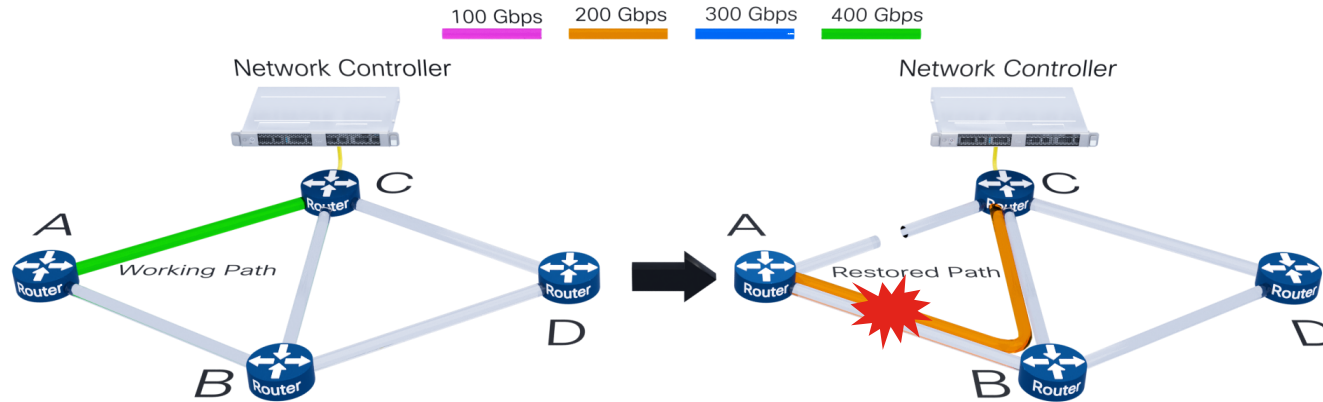 100 Gbps 200 Gbps 300 Gbps 400 Gbps
Network Controller
Network Controller
C
C
A
A
Router
Router
Working Path
Restored Path
Router
Router
Router
Router
D
D
B
B
Router
Router